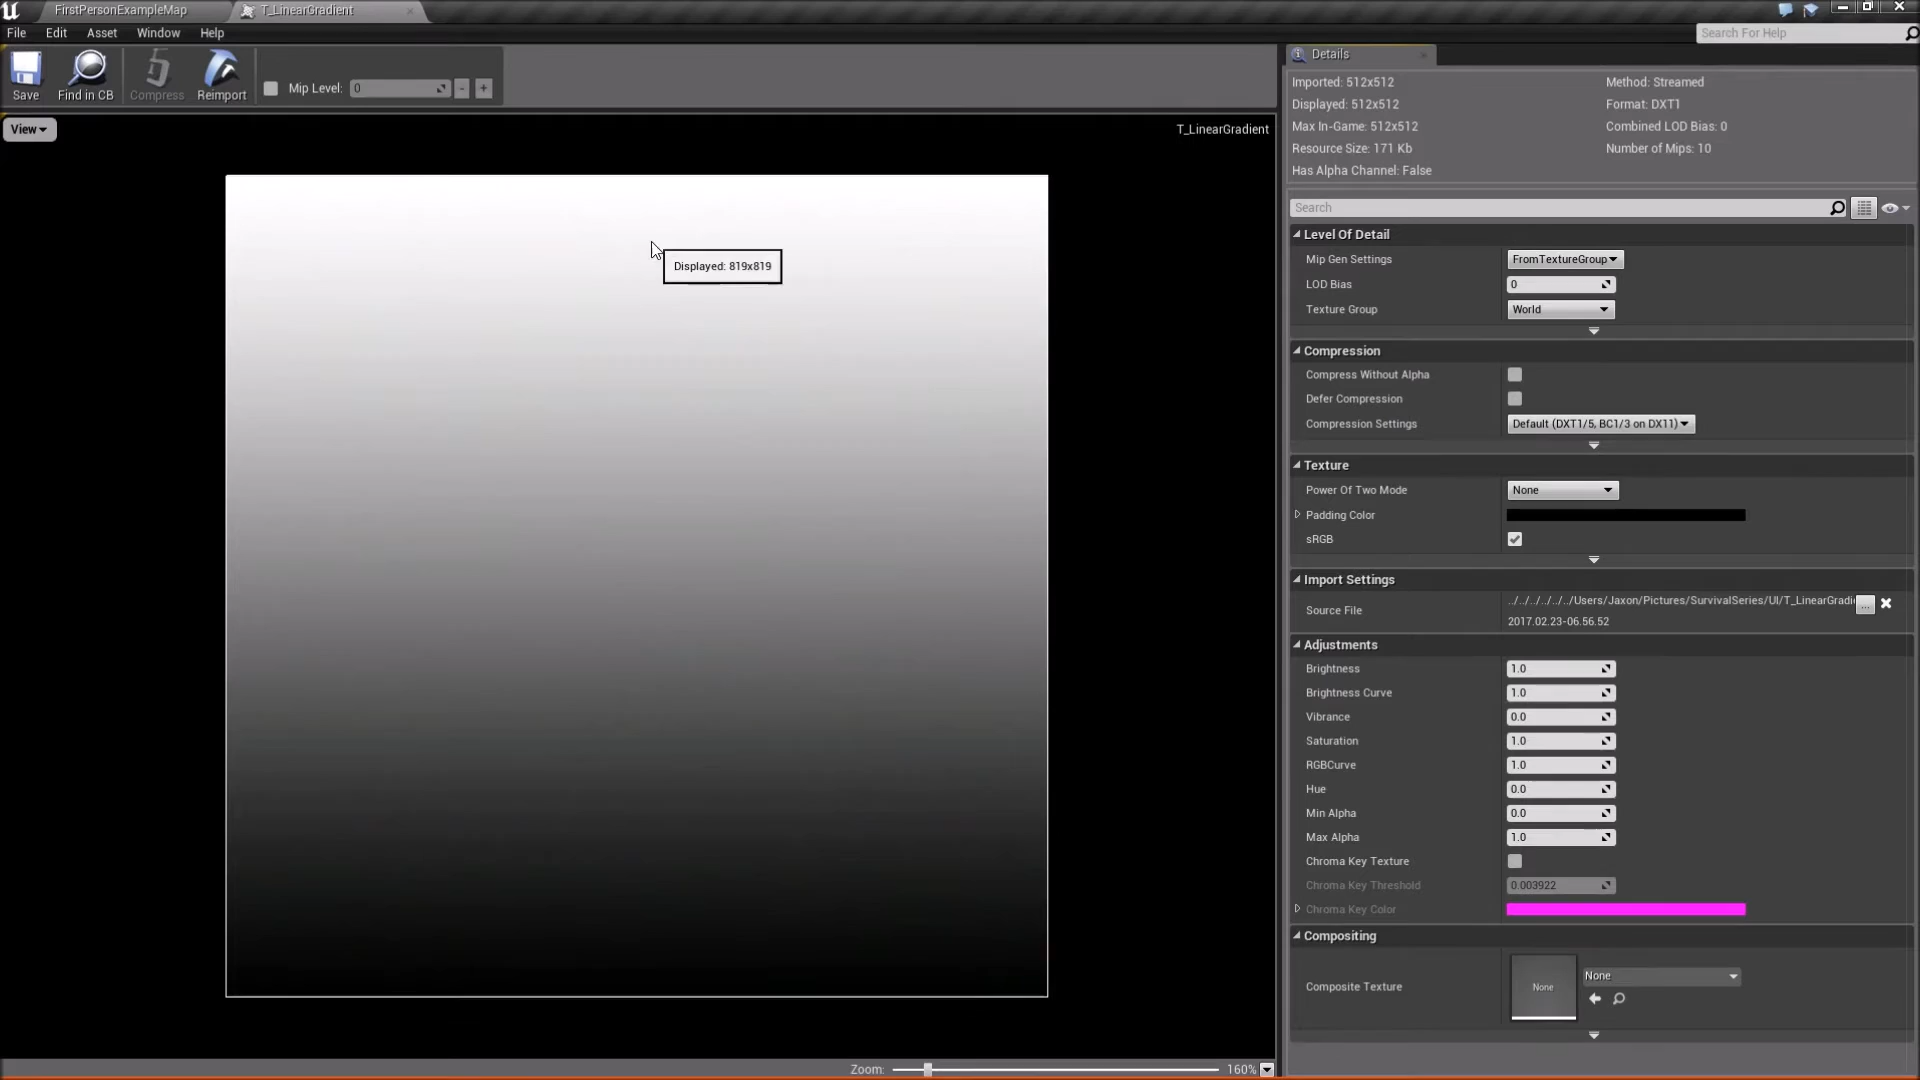 FirstPersonExampleMap
T_LinearGradient
File Edit Asset Window Help
Search For Help
Save
Find in CB
Compress
Reimport
Mip Level: 0 - +
View
T_LinearGradient
Displayed: 819x819
Zoom: 160%
Details
Imported: 512x512 Method: Streamed
Displayed: 512x512 Format: DXT1
Max In-Game: 512x512 Combined LOD Bias: 0
Resource Size: 171 Kb Number of Mips: 10
Has Alpha Channel: False
Search
Level Of Detail
Mip Gen Settings FromTextureGroup
LOD Bias 0
Texture Group World
Compression
Compress Without Alpha
Defer Compression
Compression Settings Default (DXT1/5, BC1/3 on DX11)
Texture
Power Of Two Mode None
Padding Color
sRGB
Import Settings
Source File ../../../../../../Users/Jaxon/Pictures/SurvivalSeries/UI/T_LinearGradi ...
2017.02.23-06.56.52
Adjustments
Brightness 1.0
Brightness Curve 1.0
Vibrance 0.0
Saturation 1.0
RGBCurve 1.0
Hue 0.0
Min Alpha 0.0
Max Alpha 1.0
Chroma Key Texture
Chroma Key Threshold 0.003922
Chroma Key Color
Compositing
Composite Texture None None